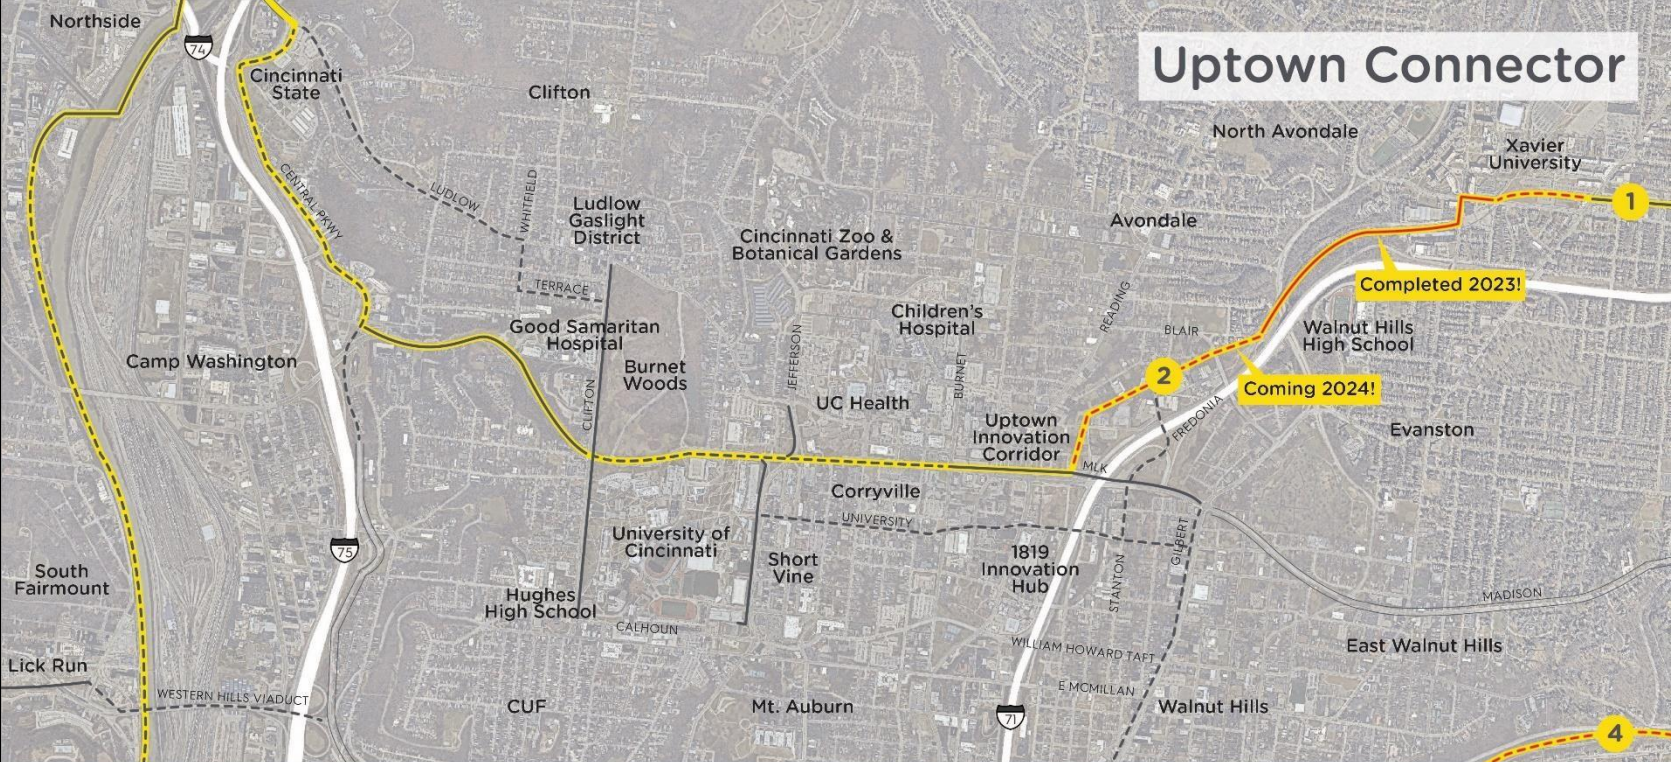 Uptown Connector
Northside
74
Cincinnati
State
Clifton
North Avondale
Xavier
University
1
CENTRAL PKWY
LUDLOW
WHITFIELD
Ludlow
Gaslight
District
Cincinnati Zoo &
Botanical Gardens
Avondale
Completed 2023!
TERRACE
READING
Good Samaritan
Hospital
Children's
Hospital
BLAIR
Walnut Hills
High School
Camp Washington
Burnet
Woods
JEFFERSON
BURNET
2
Coming 2024!
CLIFTON
UC Health
FREDONIA
Uptown
Innovation
Corridor
Evanston
MLK
Corryville
UNIVERSITY
University of
Cincinnati
75
Short
Vine
1819
Innovation
Hub
STANTON
GILBERT
South
Fairmount
Hughes
High School
CALHOUN
MADISON
WILLIAM HOWARD TAFT
East Walnut Hills
Lick Run
WESTERN HILLS VIADUCT
E MCMILLAN
CUF
Mt. Auburn
71
Walnut Hills
4